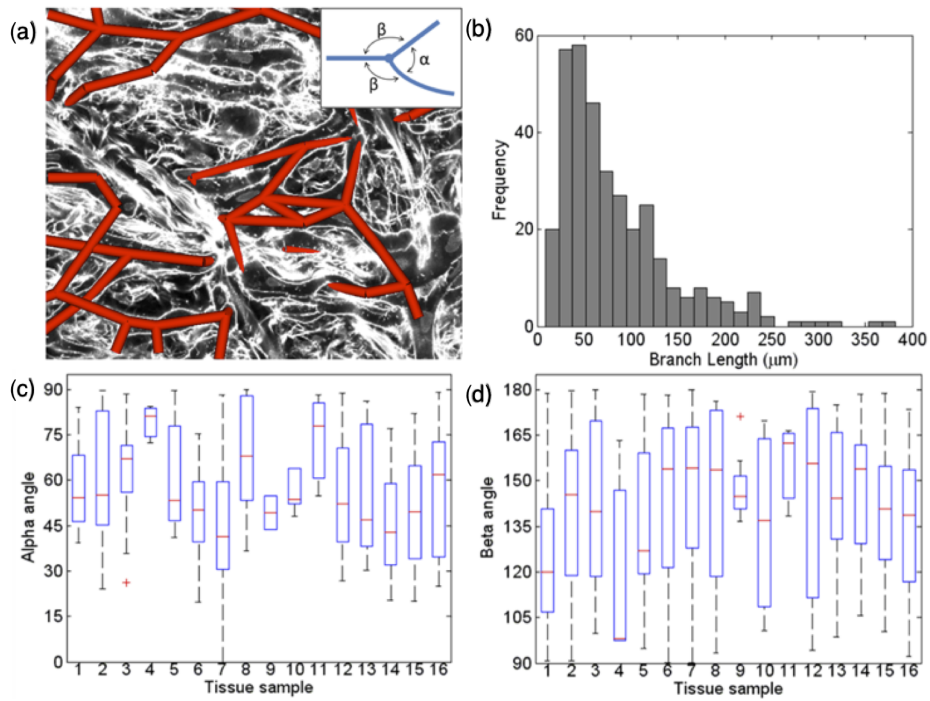 (a)
β
α
β
(b)
60
40
20
0
Frequency
0 50 100 150 200 250 300 350 400
Branch Length (μm)
(c)
90
75
60
45
30
15
0
Alpha angle
1 2 3 4 5 6 7 8 9 10 11 12 13 14 15 16
Tissue sample
(d)
180
165
150
135
120
105
90
Beta angle
1 2 3 4 5 6 7 8 9 10 11 12 13 14 15 16
Tissue sample